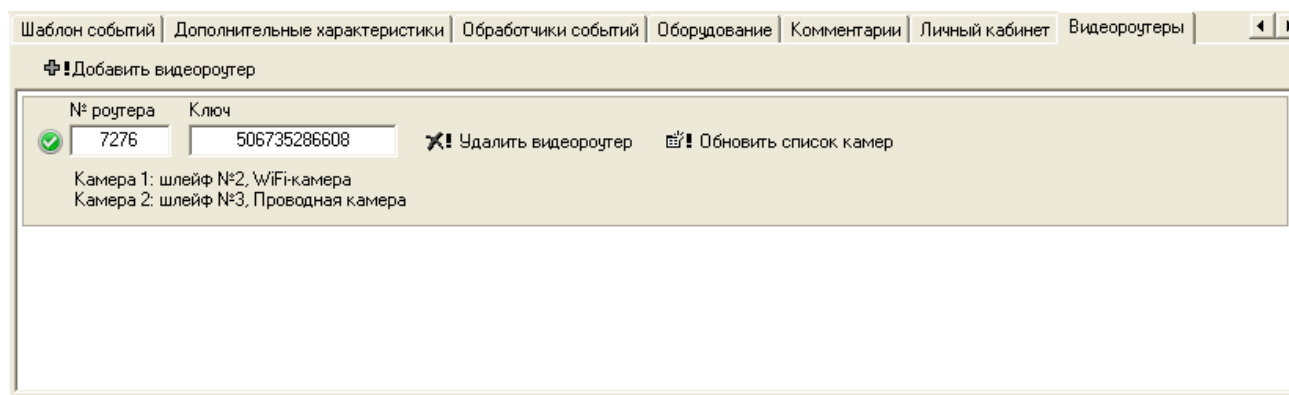 Шаблон событий Дополнительные характеристики Обработчики событий Оборудование Комментарии Личный кабинет Видеороутеры
!Добавить видеороутер
№ роутера Ключ
7276 506735286608 ! Удалить видеороутер ! Обновить список камер
Камера 1: шлейф №2, WiFi-камера
Камера 2: шлейф №3, Проводная камера